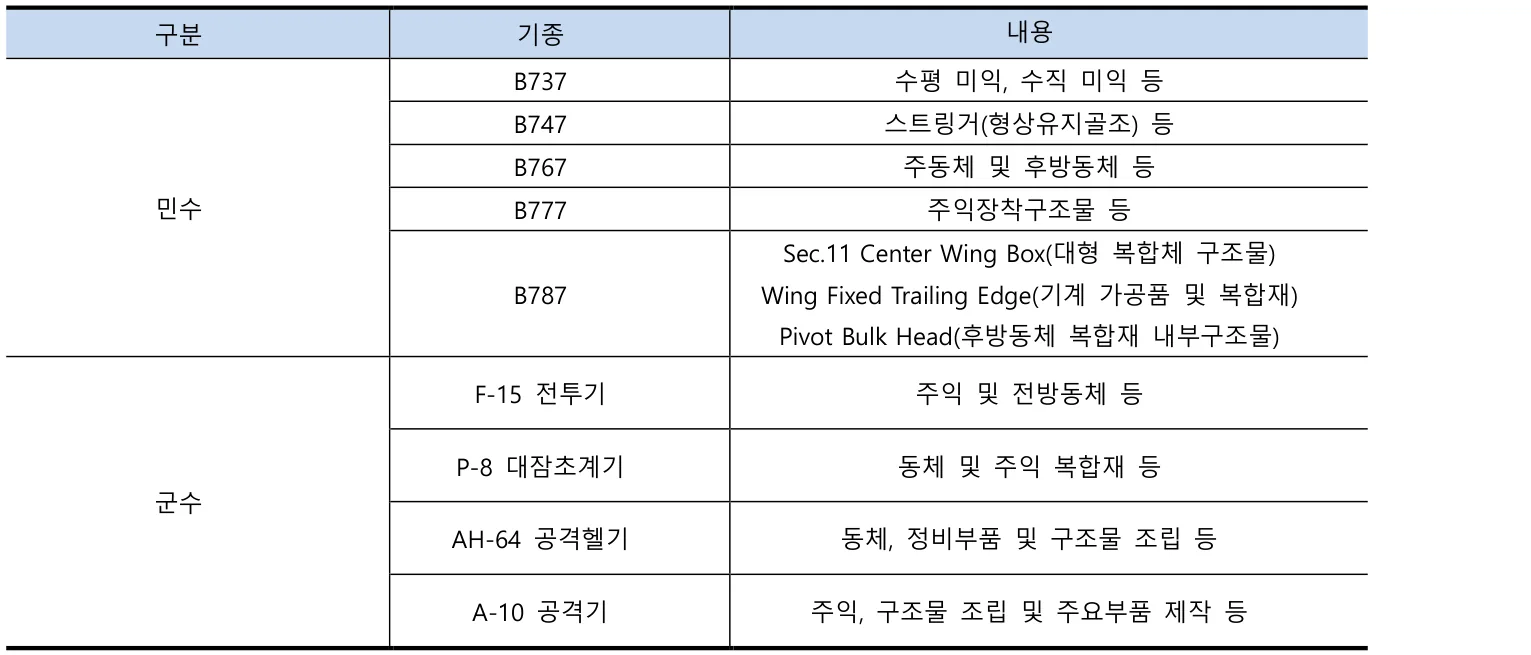 구분 기종 내용
민수
B737 수평 미익, 수직 미익 등
B747 스트링거(형상유지골조) 등
B767 주동체 및 후방동체 등
B777 주익장착구조물 등
B787
Sec.11 Center Wing Box(대형 복합체 구조물)
Wing Fixed Trailing Edge(기계 가공품 및 복합재)
Pivot Bulk Head(후방동체 복합재 내부구조물)
군수
F-15 전투기 주익 및 전방동체 등
P-8 대잠초계기 동체 및 주익 복합재 등
AH-64 공격헬기 동체, 정비부품 및 구조물 조립 등
A-10 공격기 주익, 구조물 조립 및 주요부품 제작 등